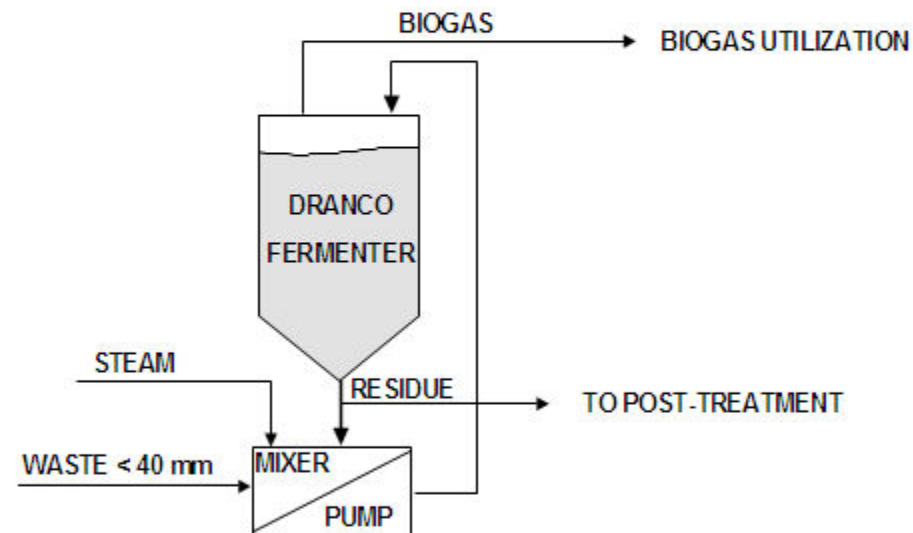 BIOGAS
BIOGAS UTILIZATION
DRANCO
FERMENTER
STEAM
RESIDUE
TO POST-TREATMENT
WASTE < 40 mm
MIXER
PUMP